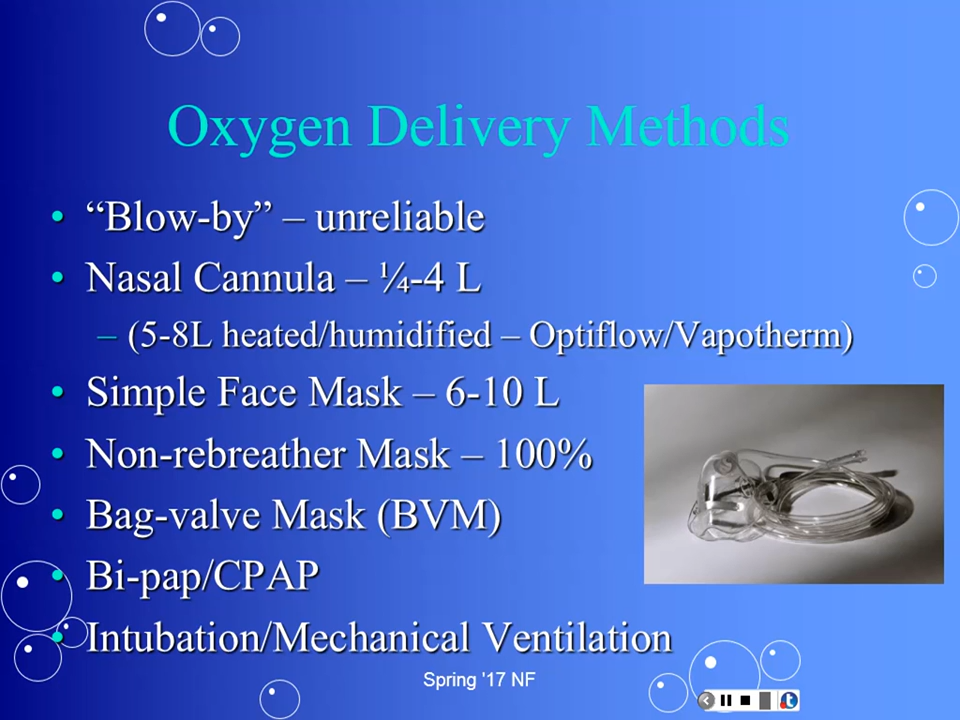 Oxygen Delivery Methods
• “Blow-by” – unreliable
• Nasal Cannula – ¼-4 L
– (5-8L heated/humidified – Optiflow/Vapotherm)
• Simple Face Mask – 6-10 L
• Non-rebreather Mask – 100%
• Bag-valve Mask (BVM)
• Bi-pap/CPAP
• Intubation/Mechanical Ventilation
Spring '17 NF
t